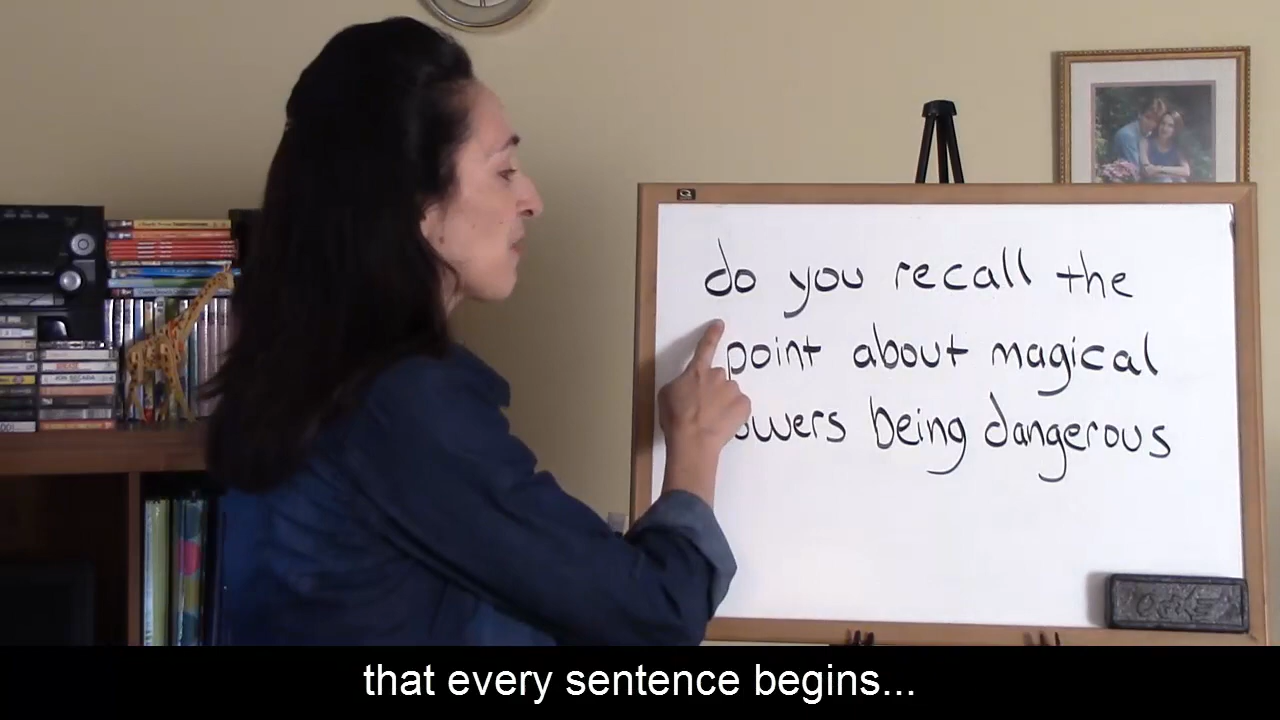 do you recall the
point about magical
being dangerous
that every sentence begins...